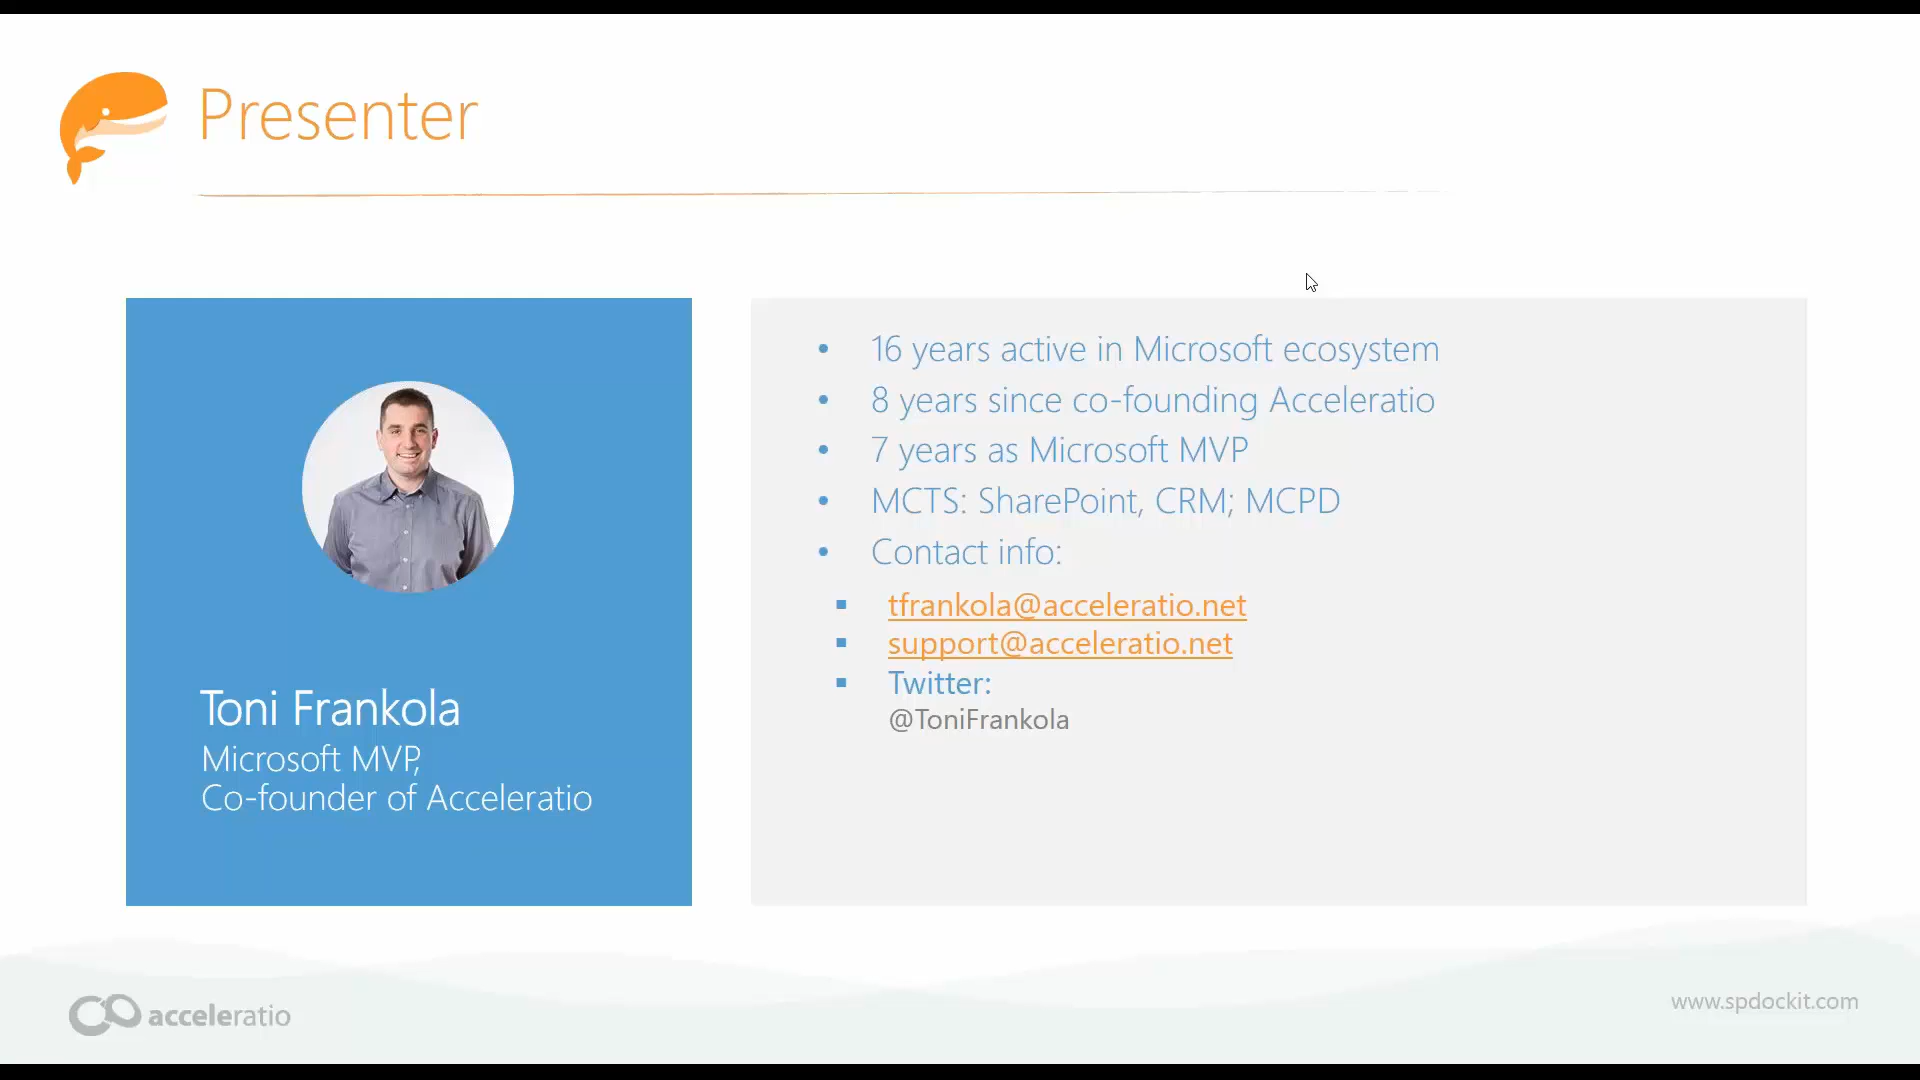 Presenter
Toni Frankola
Microsoft MVP,
Co-founder of Acceleratio
16 years active in Microsoft ecosystem
8 years since co-founding Acceleratio
7 years as Microsoft MVP
MCTS: SharePoint, CRM; MCPD
Contact info:
tfrankola@acceleratio.net
support@acceleratio.net
Twitter:
@ToniFrankola
acceleratio
www.spdockit.com